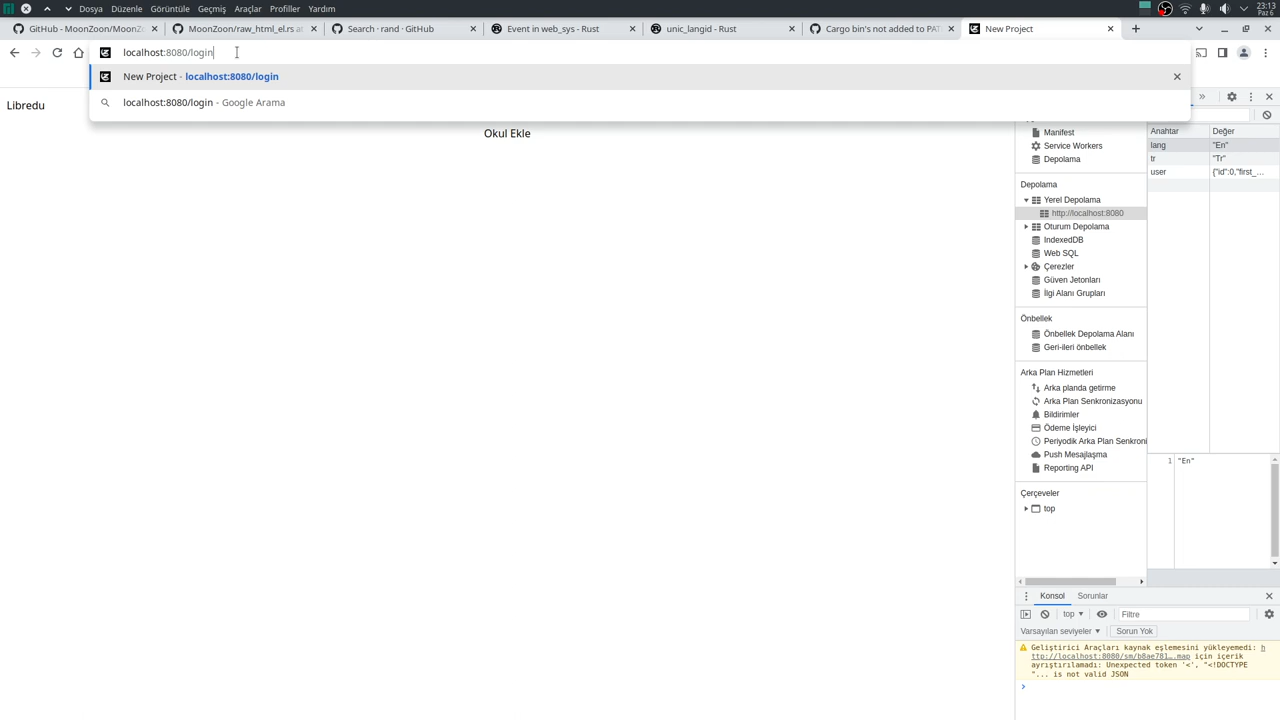 Dosya Düzenle Görüntüle Geçmiş Araçlar Profiller Yardım
23:13
Paz 6
GitHub - MoonZoon/MoonZ
MoonZoon/raw_html_el.rs at
Search · rand · GitHub
Event in web_sys - Rust
unic_langid - Rust
Cargo bin's not added to PAT
New Project
localhost:8080/login
New Project - localhost:8080/login
localhost:8080/login - Google Arama
Libredu
Okul Ekle
Manifest
Service Workers
Depolama
Depolama
Yerel Depolama
http://localhost:8080
Oturum Depolama
IndexedDB
Web SQL
Çerezler
Güven Jetonları
İlgi Alanı Grupları
Önbellek
Önbellek Depolama Alanı
Geri-ileri önbellek
Arka Plan Hizmetleri
Arka planda getirme
Arka Plan Senkronizasyonu
Bildirimler
Ödeme İşleyici
Periyodik Arka Plan Senkroni
Push Mesajlaşma
Reporting API
Çerçeveler
top
Anahtar Değer
lang "En"
tr "Tr"
user {"id":0,"first_…
1 "En"
Konsol Sorunlar
top Filtre
Varsayılan seviyeler Sorun Yok
Geliştirici Araçları kaynak eşlemesini yükleyemedi: h
ttp://localhost:8080/sm/b8ae781….map için içerik
ayrıştırılamadı: Unexpected token '<', "<!DOCTYPE
"... is not valid JSON